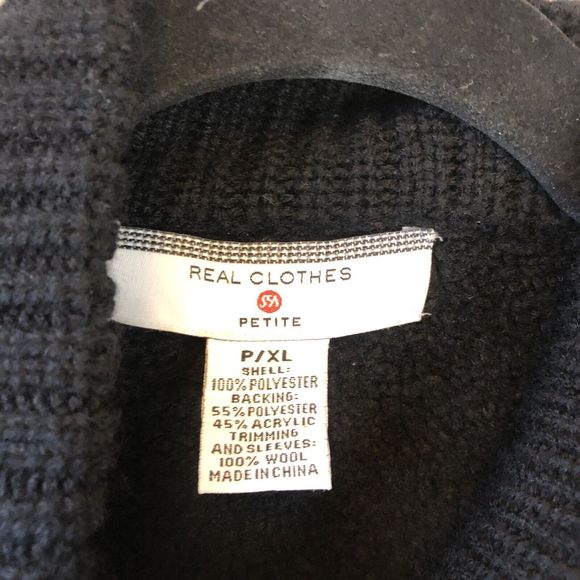 REAL CLOTHES
PETITE
P/XL
SHELL:
100% POLYESTER
BACKING:
55% POLYESTER
45% ACRYLIC
TRIMMING
AND SLEEVES:
100% WOOL
MADE IN CHINA